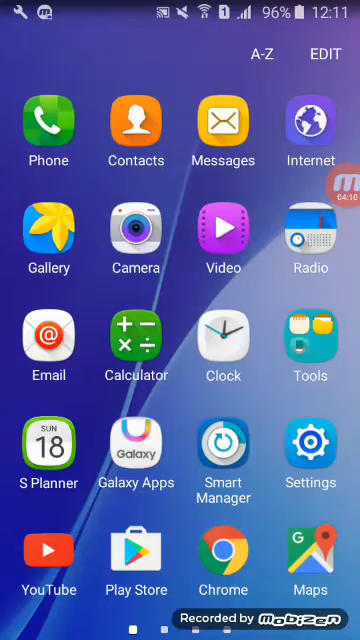 1 96% 12:11
A-Z EDIT
Phone Contacts Messages Internet
04:10
Gallery Camera Video Radio
@
Email Calculator Clock Tools
SUN
18
Galaxy
S Planner Galaxy Apps Smart Manager Settings
G
YouTube Play Store Chrome Maps
Recorded by MOBIZEN